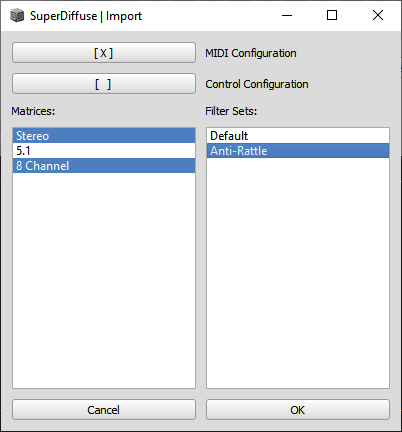 SuperDiffuse | Import
[ X ] MIDI Configuration
[ ] Control Configuration
Matrices: Filter Sets:
Stereo Default
5.1 Anti-Rattle
8 Channel
Cancel OK